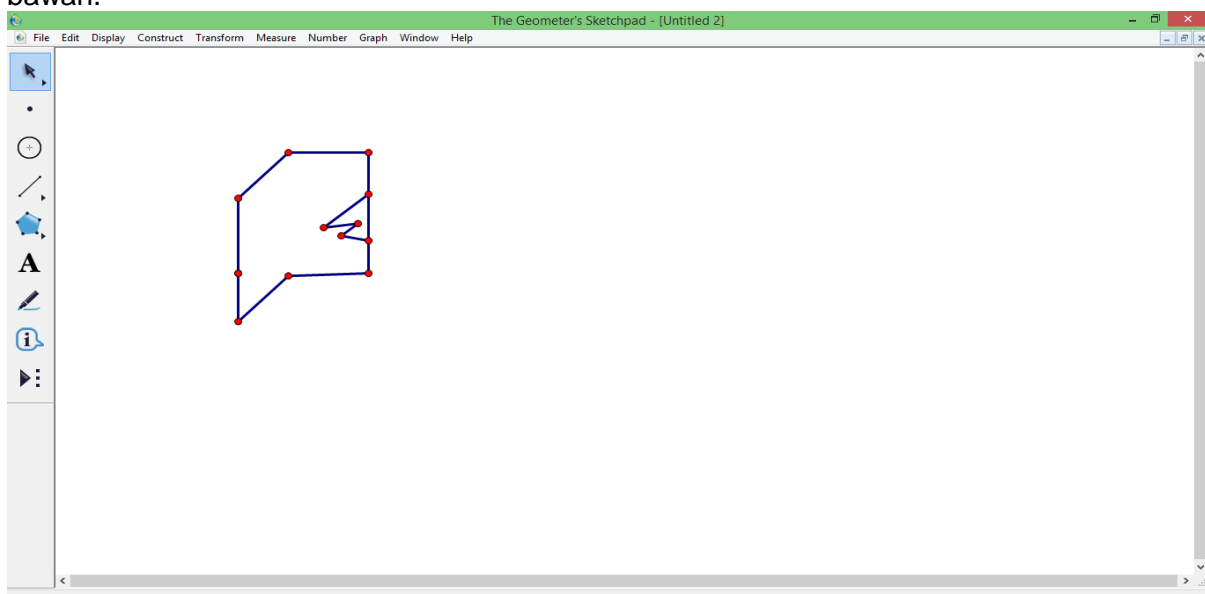 bawah.
The Geometer's Sketchpad - [Untitled 2]
File Edit Display Construct Transform Measure Number Graph Window Help
A
i